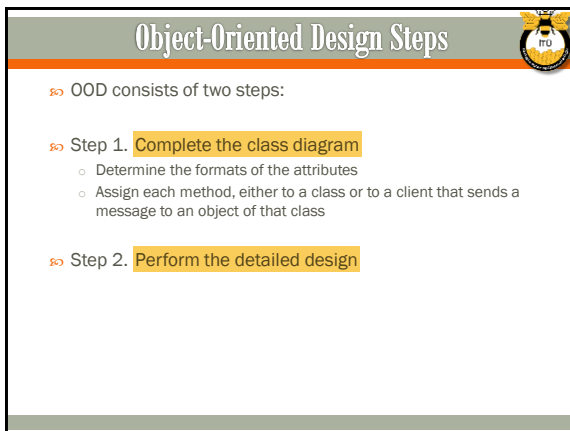 Object-Oriented Design Steps
İTÜ
OOD consists of two steps:
Step 1. Complete the class diagram
Determine the formats of the attributes
Assign each method, either to a class or to a client that sends a
message to an object of that class
Step 2. Perform the detailed design